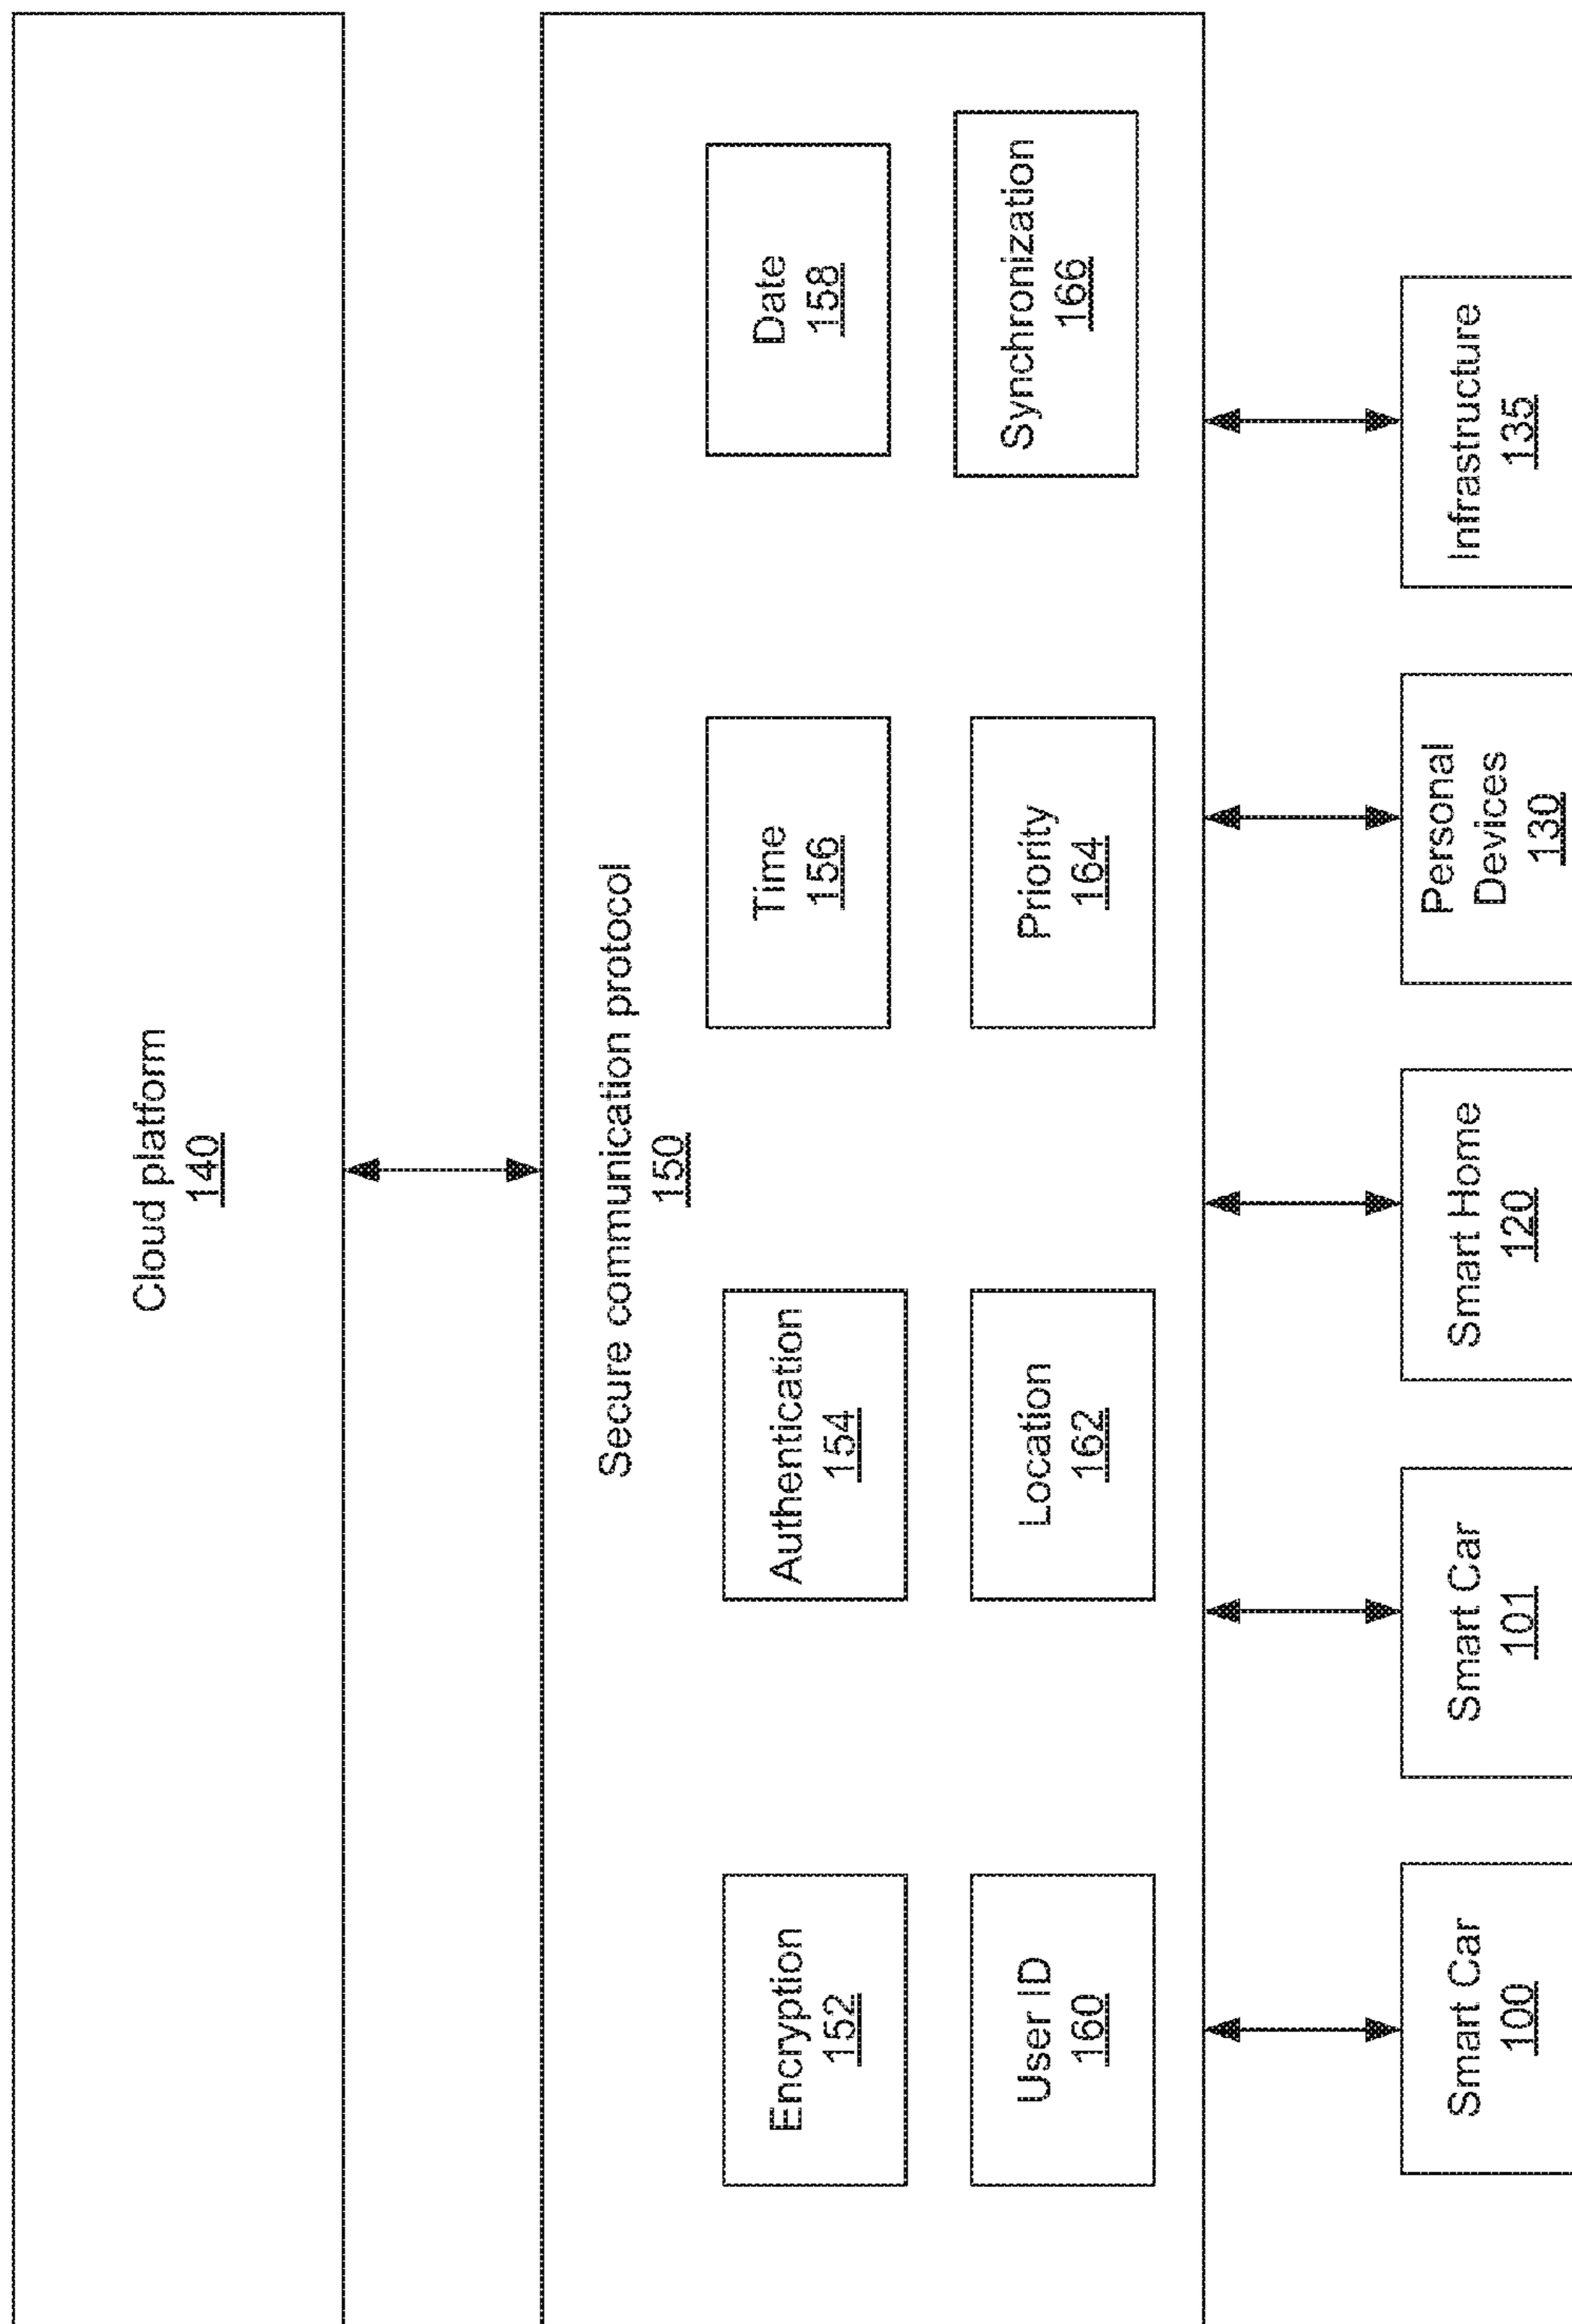 Cloud platform
140
Secure communication protocol
150
Encryption
152
Authentication
154
Time
156
Date
158
User ID
160
Location
162
Priority
164
Synchronization
166
Smart Car
100
Smart Car
101
Smart Home
120
Personal
Devices
130
Infrastructure
135